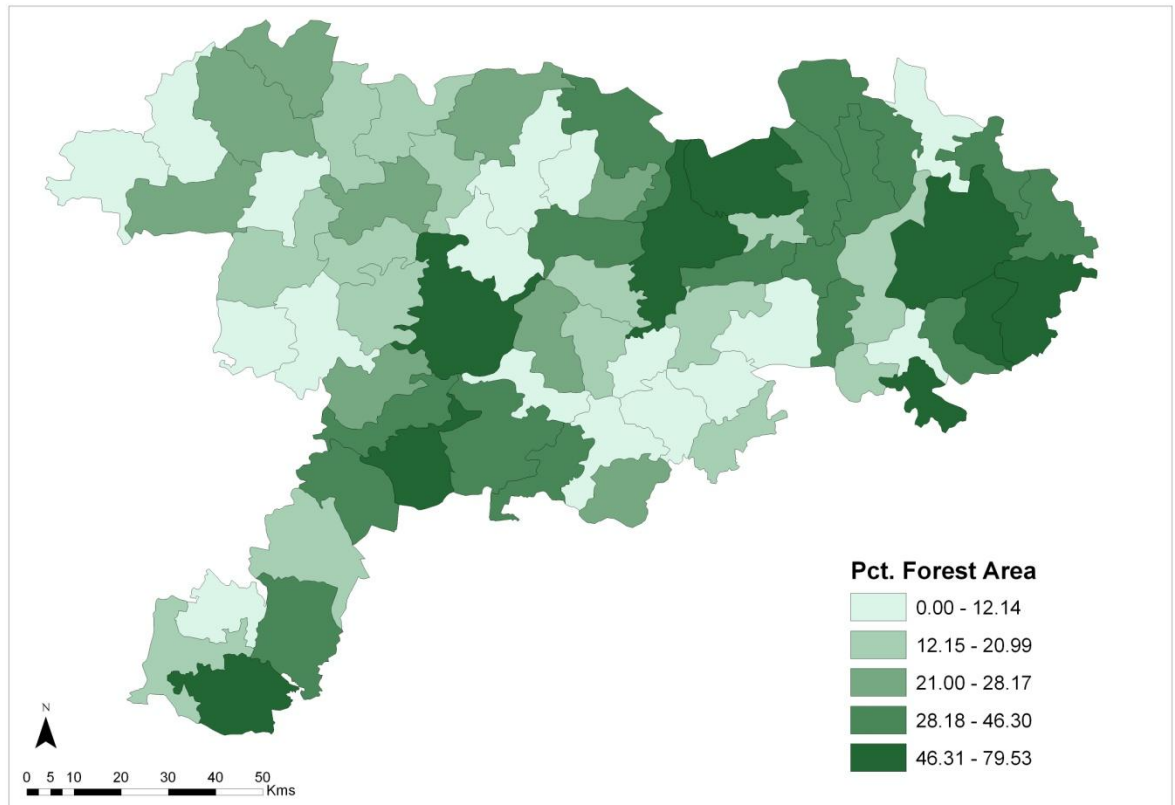 Pct. Forest Area
0.00 - 12.14
12.15 - 20.99
21.00 - 28.17
28.18 - 46.30
46.31 - 79.53
N
0 5 10 20 30 40 50
Kms